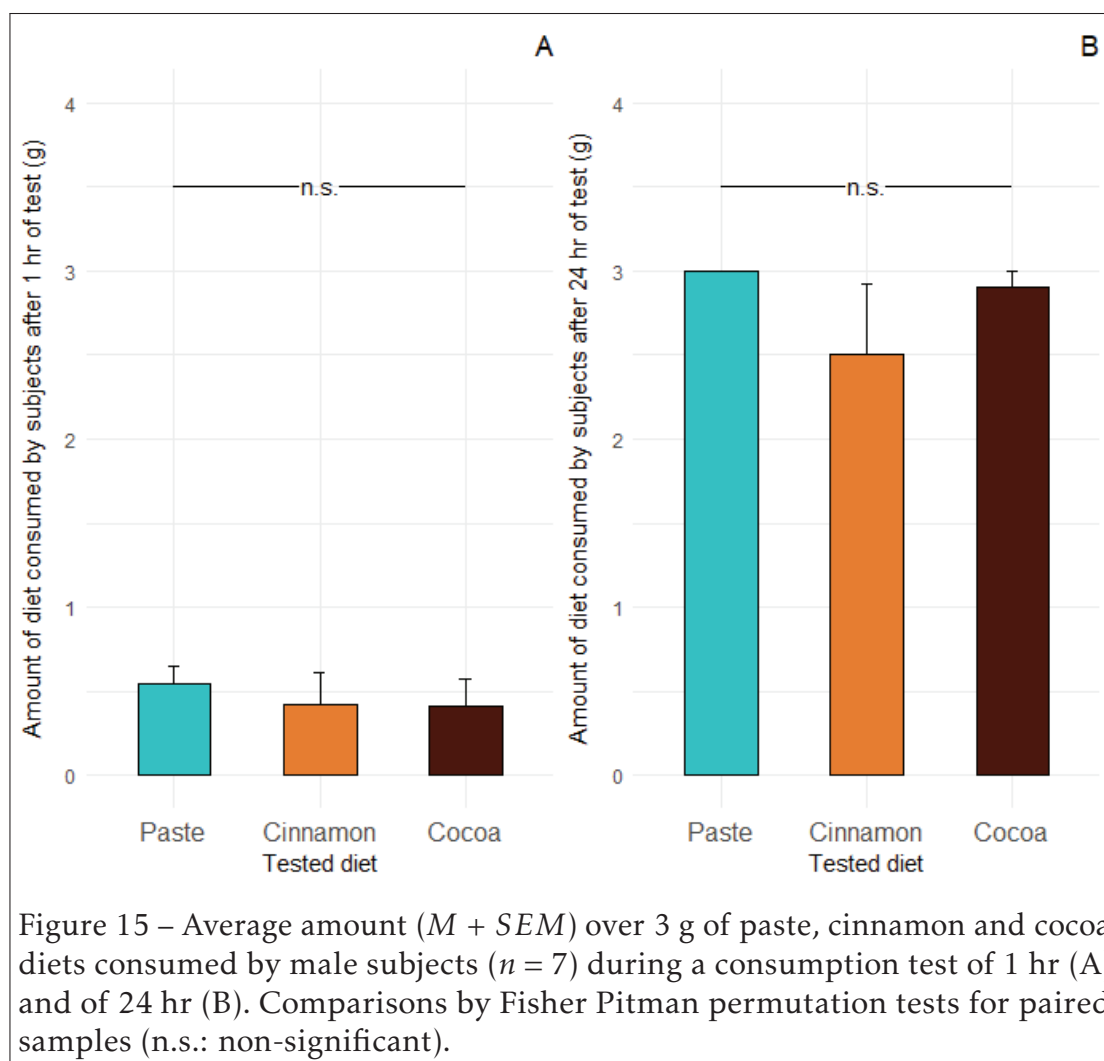 A
Amount of diet consumed by subjects after 1 hr of test (g)
4
3
2
1
0
n.s.
Paste Cinnamon Cocoa
Tested diet
B
Amount of diet consumed by subjects after 24 hr of test (g)
4
3
2
1
0
n.s.
Paste Cinnamon Cocoa
Tested diet
Figure 15 – Average amount (M + SEM) over 3 g of paste, cinnamon and cocoa
diets consumed by male subjects (n = 7) during a consumption test of 1 hr (A
and of 24 hr (B). Comparisons by Fisher Pitman permutation tests for paired
samples (n.s.: non-significant).